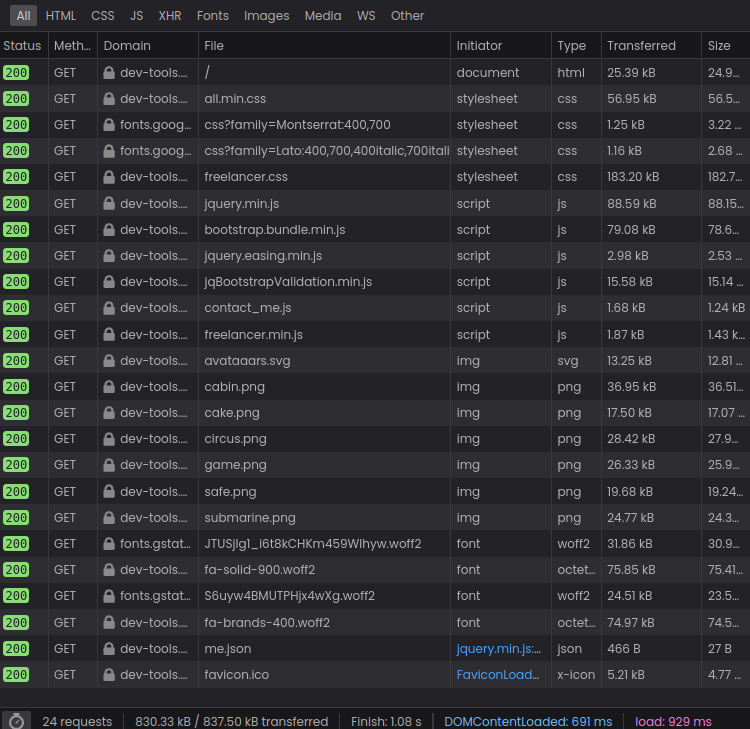 All HTML CSS JS XHR Fonts Images Media WS Other
Status Meth... Domain File Initiator Type Transferred Size
200 GET dev-tools.... / document html 25.39 kB 24.9...
200 GET dev-tools.... all.min.css stylesheet css 56.95 kB 56.5...
200 GET fonts.goog... css?family=Montserrat:400,700 stylesheet css 1.25 kB 3.22 ...
200 GET fonts.goog... css?family=Lato:400,700,400italic,700itali stylesheet css 1.16 kB 2.68 ...
200 GET dev-tools.... freelancer.css stylesheet css 183.20 kB 182.7...
200 GET dev-tools.... jquery.min.js script js 88.59 kB 88.15...
200 GET dev-tools.... bootstrap.bundle.min.js script js 79.08 kB 78.6...
200 GET dev-tools.... jquery.easing.min.js script js 2.98 kB 2.53 ...
200 GET dev-tools.... jqBootstrapValidation.min.js script js 15.58 kB 15.14 ...
200 GET dev-tools.... contact_me.js script js 1.68 kB 1.24 kB
200 GET dev-tools.... freelancer.min.js script js 1.87 kB 1.43 k...
200 GET dev-tools.... avataaars.svg img svg 13.25 kB 12.81 ...
200 GET dev-tools.... cabin.png img png 36.95 kB 36.51...
200 GET dev-tools.... cake.png img png 17.50 kB 17.07 ...
200 GET dev-tools.... circus.png img png 28.42 kB 27.9...
200 GET dev-tools.... game.png img png 26.33 kB 25.9...
200 GET dev-tools.... safe.png img png 19.68 kB 19.24...
200 GET dev-tools.... submarine.png img png 24.77 kB 24.3...
200 GET fonts.gstat... JTUSjIg1_i6t8kCHKm459Wlhyw.woff2 font woff2 31.86 kB 30.9...
200 GET dev-tools.... fa-solid-900.woff2 font octet... 75.85 kB 75.41...
200 GET fonts.gstat... S6uyw4BMUTPHjx4wXg.woff2 font woff2 24.51 kB 23.5...
200 GET dev-tools.... fa-brands-400.woff2 font octet... 74.97 kB 74.5...
200 GET dev-tools.... me.json jquery.min.js:... json 466 B 27 B
200 GET dev-tools.... favicon.ico FaviconLoad... x-icon 5.21 kB 4.77 ...
24 requests 830.33 kB / 837.50 kB transferred Finish: 1.08 s DOMContentLoaded: 691 ms load: 929 ms